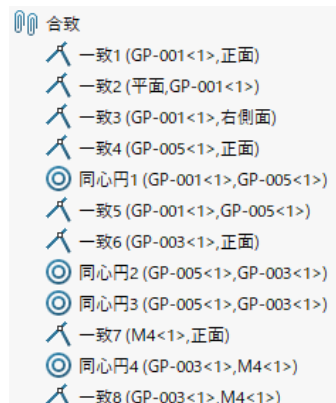 合致
一致1 (GP-001<1>,正面)
一致2 (平面,GP-001<1>)
一致3 (GP-001<1>,右側面)
一致4 (GP-005<1>,正面)
同心円1 (GP-001<1>,GP-005<1>)
一致5 (GP-001<1>,GP-005<1>)
一致6 (GP-003<1>,正面)
同心円2 (GP-005<1>,GP-003<1>)
同心円3 (GP-005<1>,GP-003<1>)
一致7 (M4<1>,正面)
同心円4 (GP-003<1>,M4<1>)
一致8 (GP-003<1>,M4<1>)